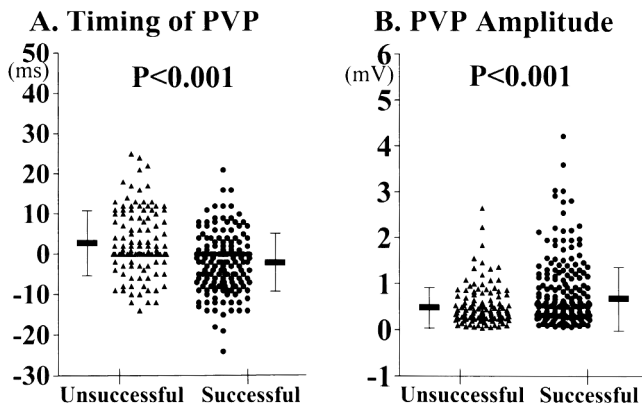 A. Timing of PVP
(ms)
50
40
30
20
10
0
-10
-20
-30
P<0.001
Unsuccessful Successful
B. PVP Amplitude
(mV)
6
5
4
3
2
1
0
-1
P<0.001
Unsuccessful Successful